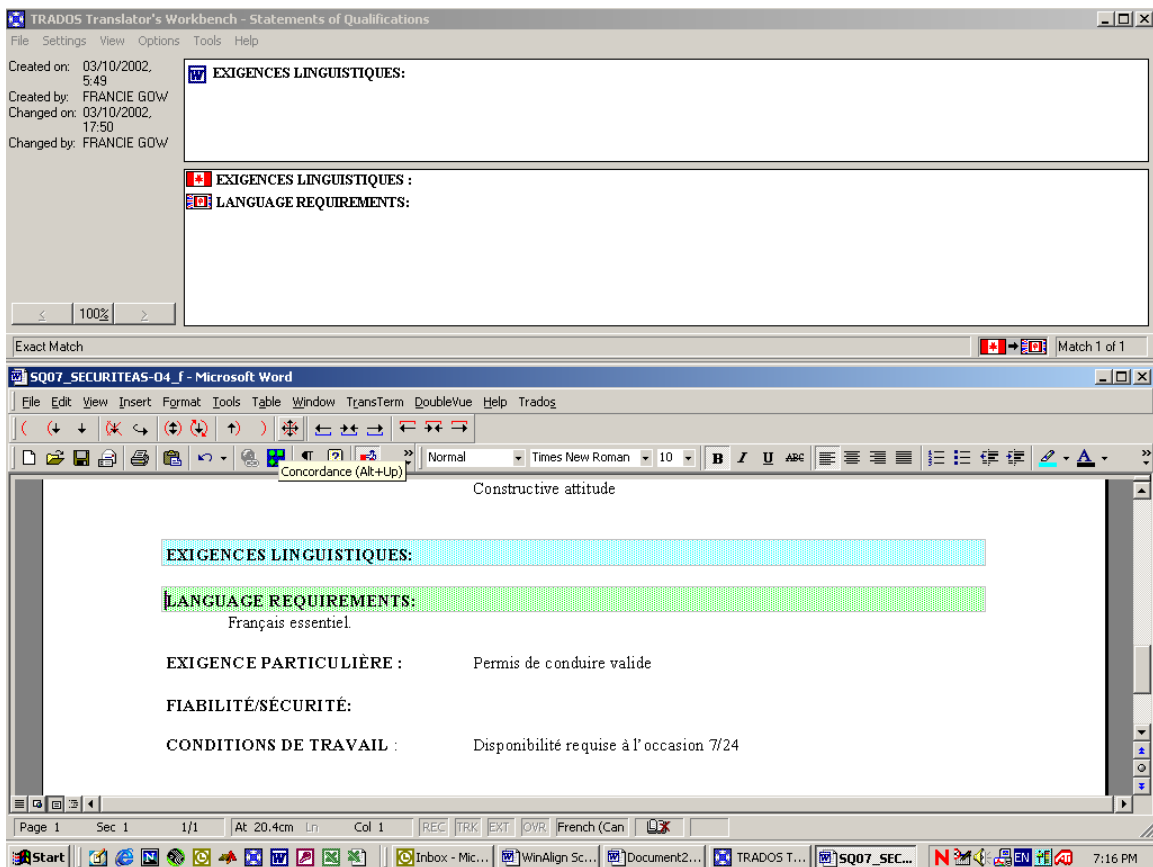 TRADOS Translator's Workbench - Statements of Qualifications
File Settings View Options Tools Help
Created on: 03/10/2002, 5:49
Created by: FRANCIE GOW
Changed on: 03/10/2002, 17:50
Changed by: FRANCIE GOW
EXIGENCES LINGUISTIQUES:
EXIGENCES LINGUISTIQUES :
LANGUAGE REQUIREMENTS:
< 100% >
Exact Match
Match 1 of 1
SQ07_SECURITEAS-04_f - Microsoft Word
File Edit View Insert Format Tools Table Window TransTerm DoubleVue Help Trados
Normal Times New Roman 10 B I U ABC
Concordance (Alt+Up)
Constructive attitude
EXIGENCES LINGUISTIQUES:
LANGUAGE REQUIREMENTS:
Français essentiel.
EXIGENCE PARTICULIÈRE : Permis de conduire valide
FIABILITÉ/SÉCURITÉ:
CONDITIONS DE TRAVAIL : Disponibilité requise à l'occasion 7/24
Page 1 Sec 1 1/1 At 20.4cm Ln Col 1 REC TRK EXT OVR French (Can
Start Inbox - Mic... WinAlign Sc... Document2... TRADOS T... SQ07_SEC... EN 7:16 PM